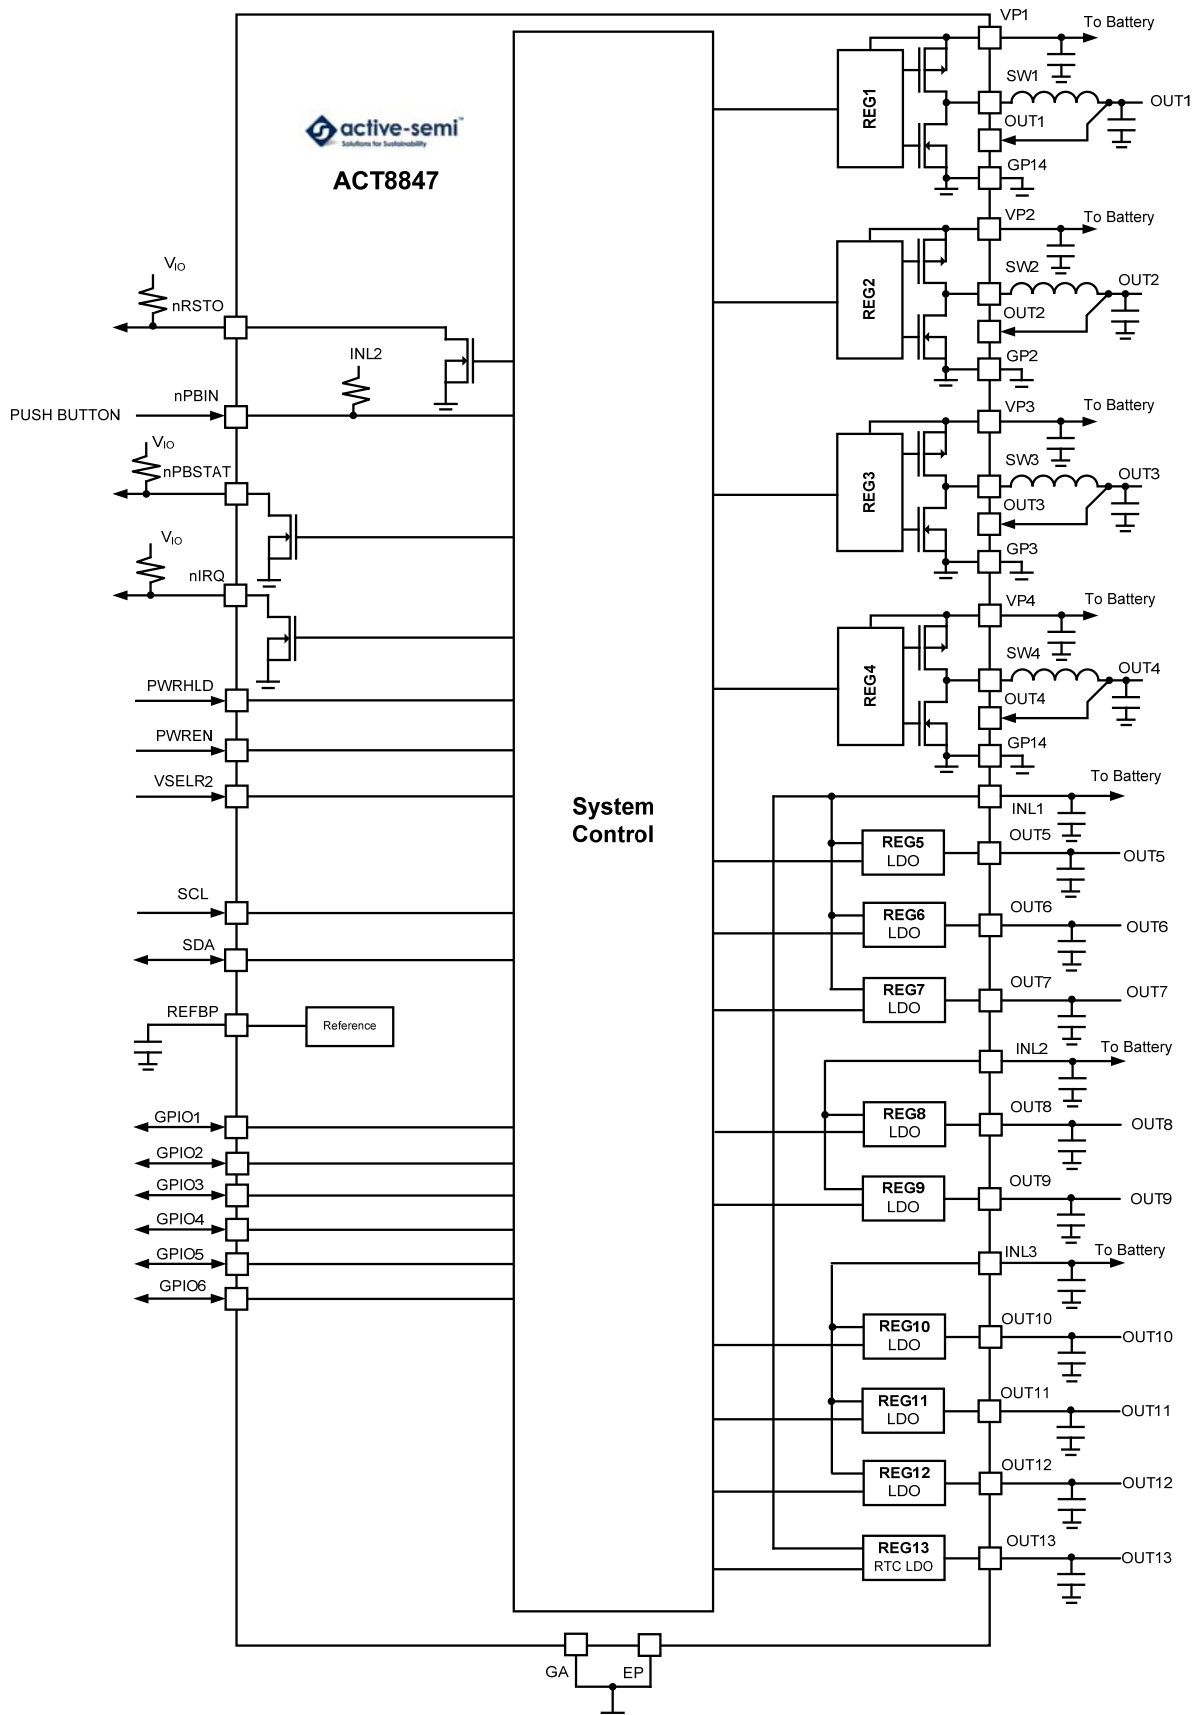 active-semi™
Solutions for Sustainability
ACT8847
VIO
nRSTO
INL2
nPBIN
PUSH BUTTON
VIO
nPBSTAT
VIO
nIRQ
PWRHLD
PWREN
VSELR2
SCL
SDA
REFBP
Reference
GPIO1
GPIO2
GPIO3
GPIO4
GPIO5
GPIO6
System
Control
VP1
To Battery
REG1
SW1
OUT1
OUT1
GP14
VP2
To Battery
REG2
SW2
OUT2
OUT2
GP2
VP3
To Battery
REG3
SW3
OUT3
OUT3
GP3
VP4
To Battery
REG4
SW4
OUT4
OUT4
GP14
To Battery
INL1
REG5
LDO
OUT5
OUT5
REG6
LDO
OUT6
OUT6
REG7
LDO
OUT7
OUT7
INL2
To Battery
REG8
LDO
OUT8
OUT8
REG9
LDO
OUT9
OUT9
INL3
To Battery
REG10
LDO
OUT10
OUT10
REG11
LDO
OUT11
OUT11
REG12
LDO
OUT12
OUT12
REG13
RTC LDO
OUT13
OUT13
GA
EP